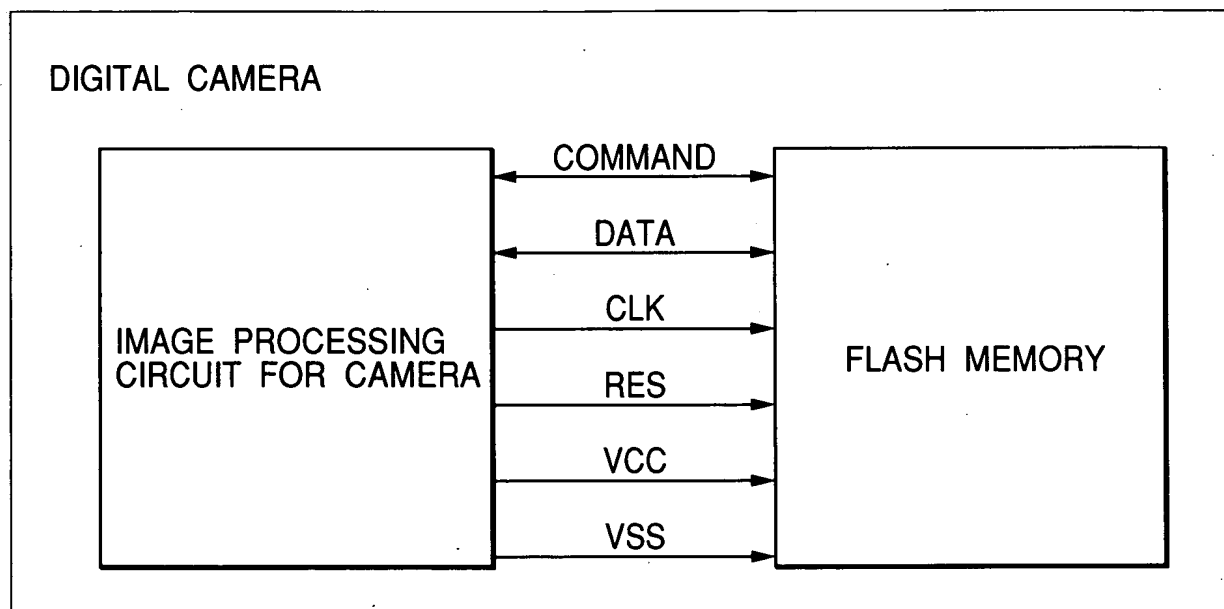 DIGITAL CAMERA
IMAGE PROCESSING
CIRCUIT FOR CAMERA
COMMAND
DATA
CLK
RES
VCC
VSS
FLASH MEMORY